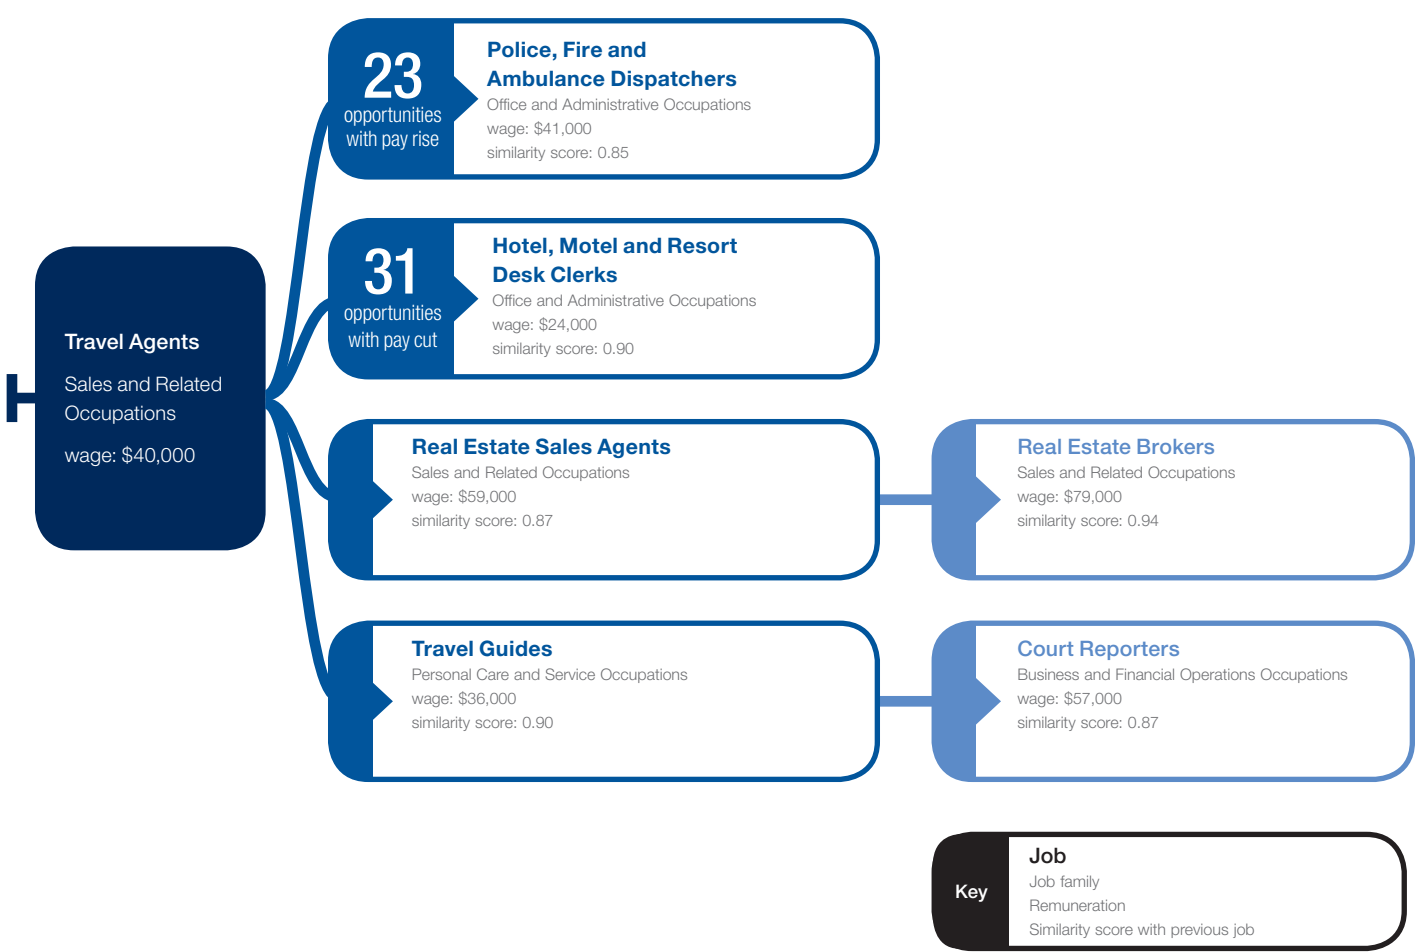 Travel Agents
Sales and Related
Occupations
wage: $40,000
23
opportunities
with pay rise
Police, Fire and
Ambulance Dispatchers
Office and Administrative Occupations
wage: $41,000
similarity score: 0.85
31
opportunities
with pay cut
Hotel, Motel and Resort
Desk Clerks
Office and Administrative Occupations
wage: $24,000
similarity score: 0.90
Real Estate Sales Agents
Sales and Related Occupations
wage: $59,000
similarity score: 0.87
Real Estate Brokers
Sales and Related Occupations
wage: $79,000
similarity score: 0.94
Travel Guides
Personal Care and Service Occupations
wage: $36,000
similarity score: 0.90
Court Reporters
Business and Financial Operations Occupations
wage: $57,000
similarity score: 0.87
Key
Job
Job family
Remuneration
Similarity score with previous job